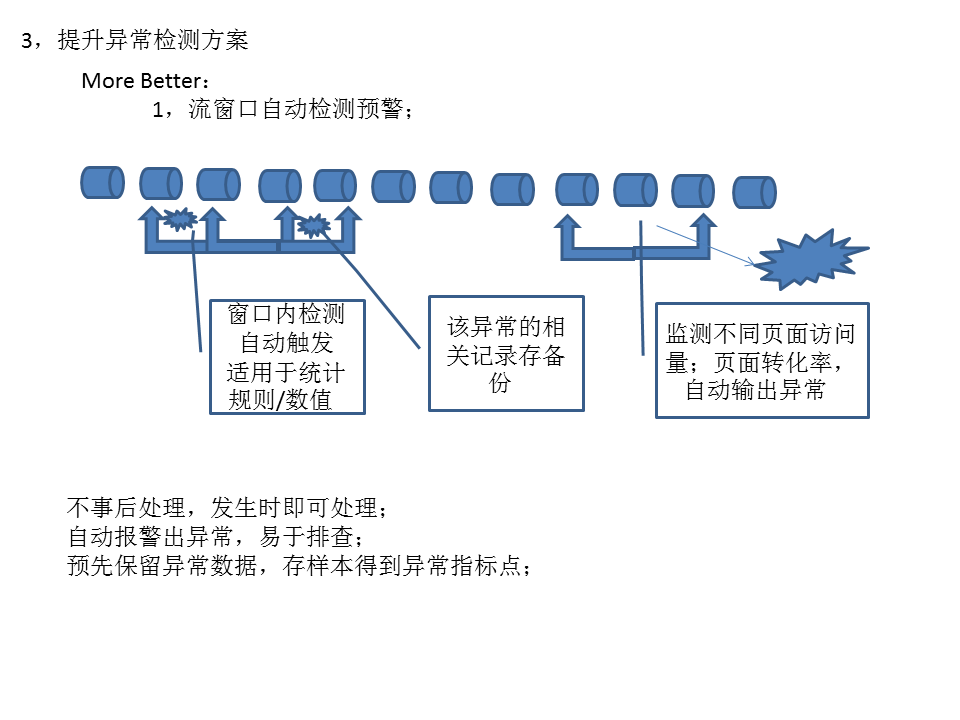 3，提升异常检测方案
More Better：
1，流窗口自动检测预警；
窗口内检测
自动触发
适用于统计
规则/数值
该异常的相
关记录存备
份
监测不同页面访问
量；页面转化率，
自动输出异常
不事后处理，发生时即可处理；
自动报警出异常，易于排查；
预先保留异常数据，存样本得到异常指标点；